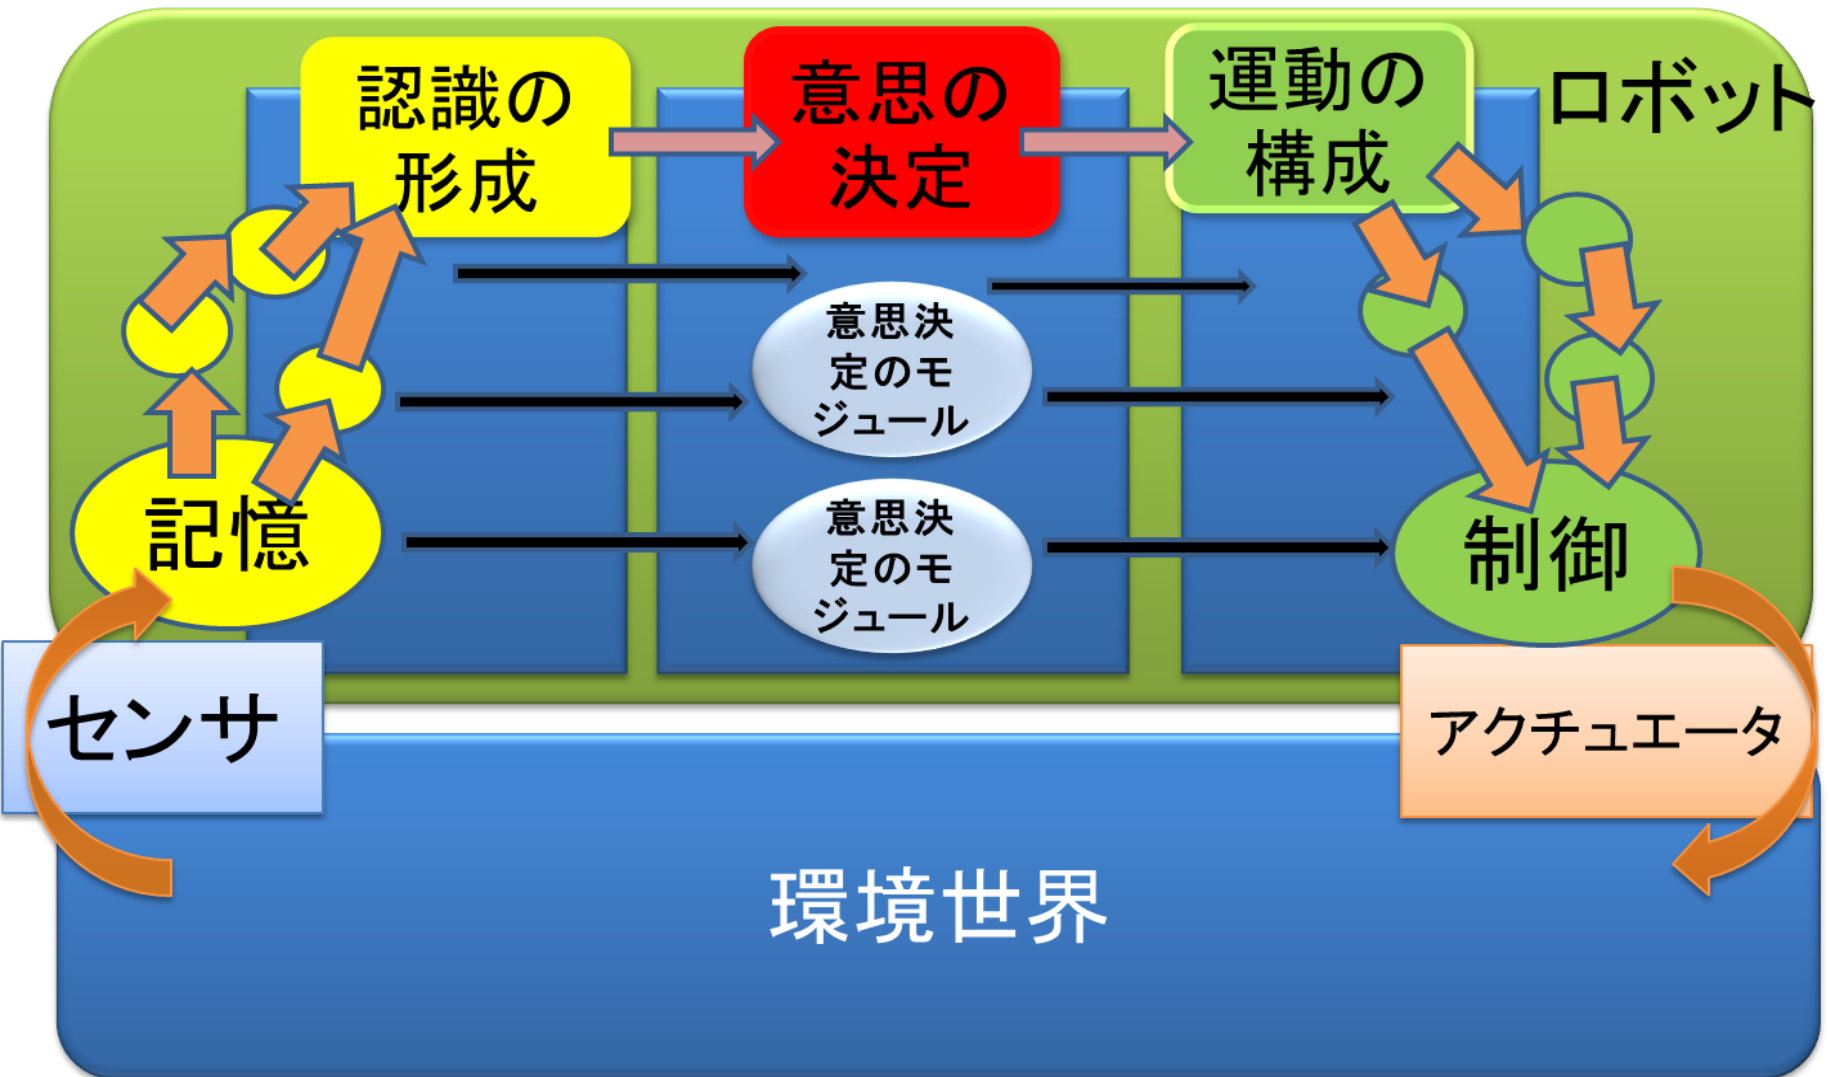 認識の
形成
意思の
決定
運動の
構成
ロボット
意思決
定のモ
ジュール
意思決
定のモ
ジュール
記憶
制御
センサ
アクチュエータ
環境世界